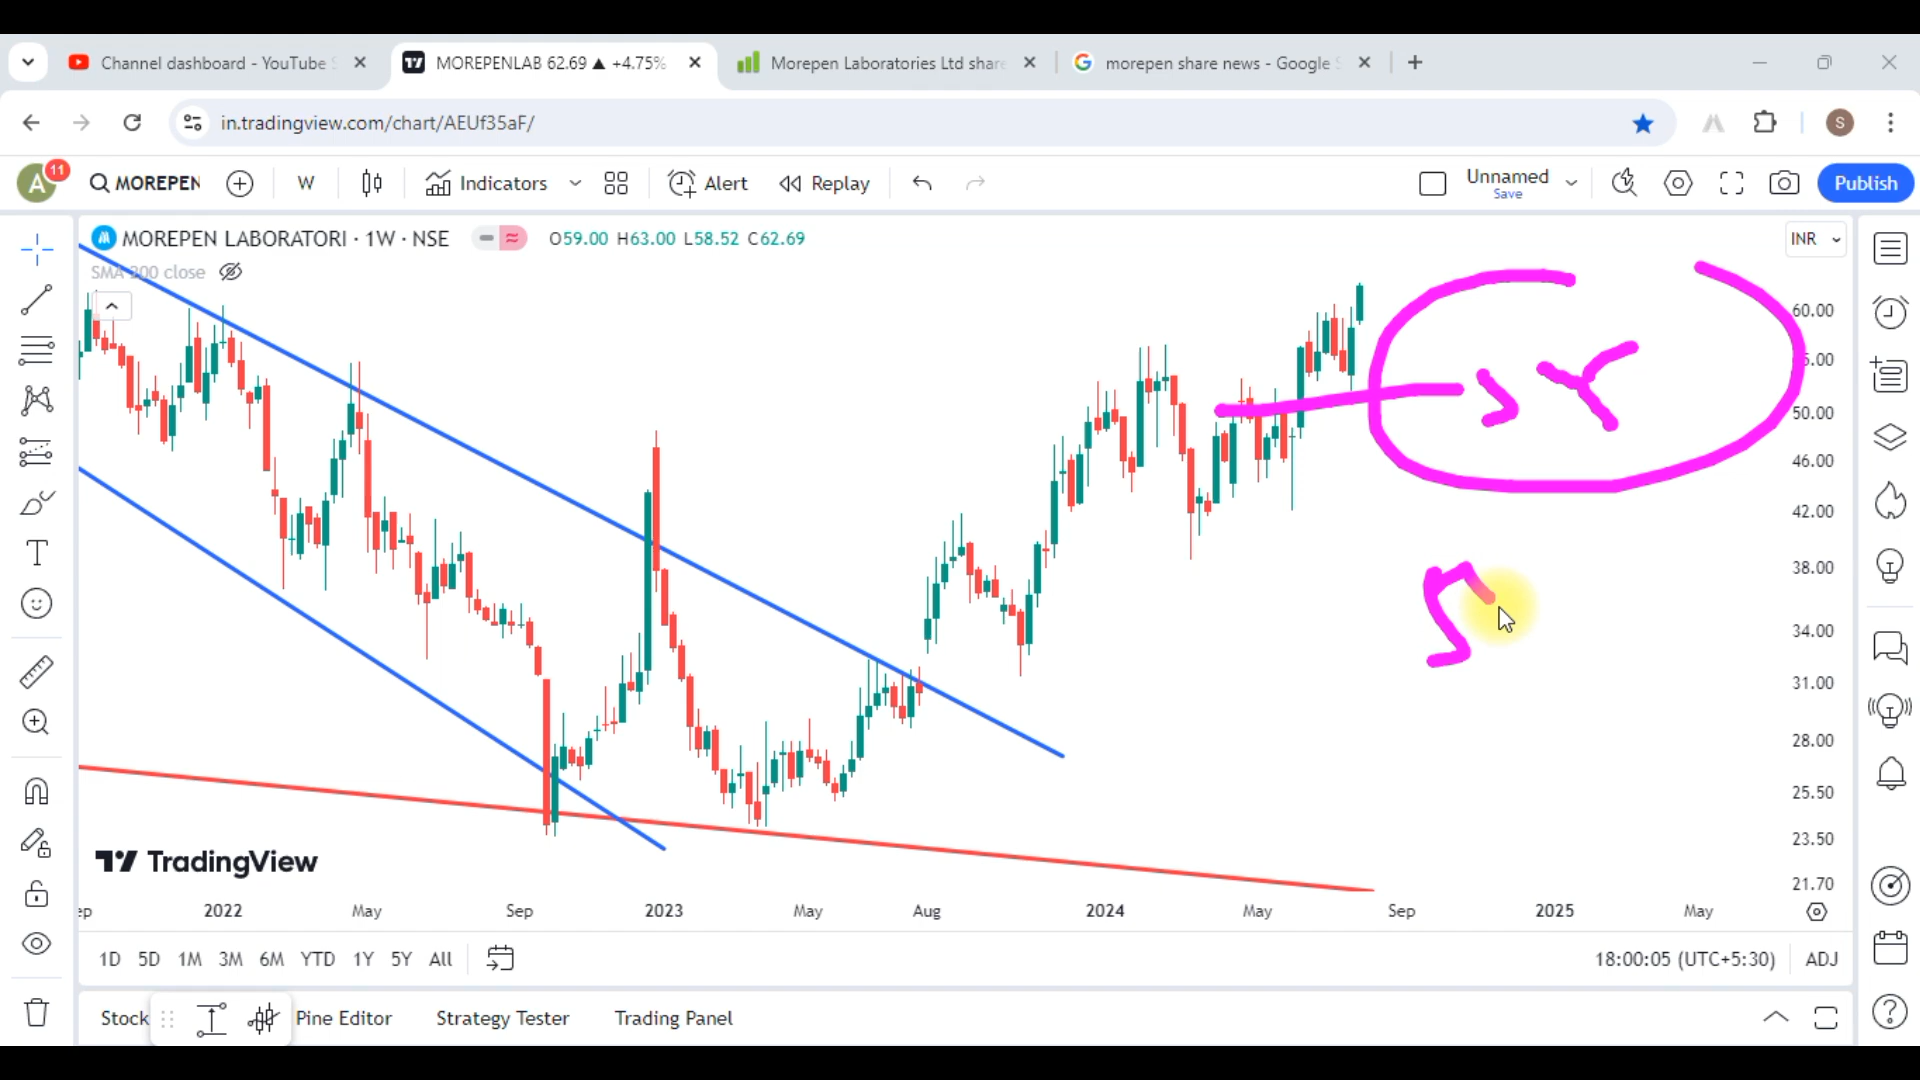 Channel dashboard - YouTube S
MOREPENLAB 62.69 ▲ +4.75%
Morepen Laboratories Ltd share
morepen share news - Google S
in.tradingview.com/chart/AEUf35aF/
S
A
11
MOREPEN
W
Indicators
Alert
Replay
Unnamed
Save
Publish
MOREPEN LABORATORI · 1W · NSE
O59.00 H63.00 L58.52 C62.69
INR
SMA 200 close
60.00
5.00
50.00
46.00
42.00
38.00
34.00
31.00
28.00
25.50
23.50
21.70
TradingView
ep 2022 May Sep 2023 May Aug 2024 May Sep 2025 May
1D 5D 1M 3M 6M YTD 1Y 5Y All
18:00:05 (UTC+5:30)
ADJ
Stock
Pine Editor
Strategy Tester
Trading Panel